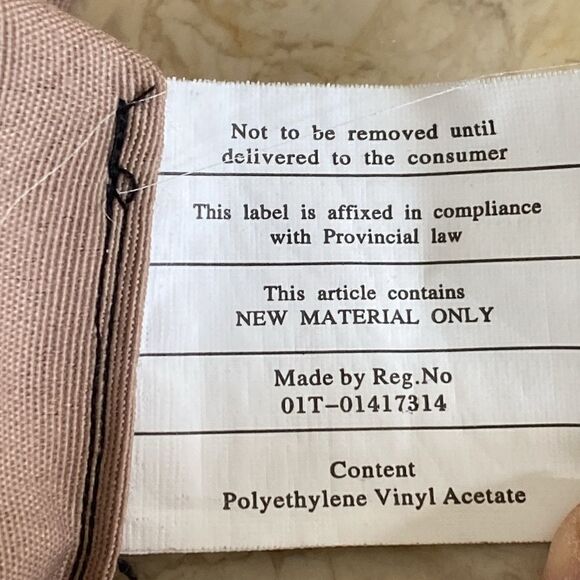 Not to be removed until
delivered to the consumer
This label is affixed in compliance
with Provincial law
This article contains
NEW MATERIAL ONLY
Made by Reg.No
01T-01417314
Content
Polyethylene Vinyl Acetate